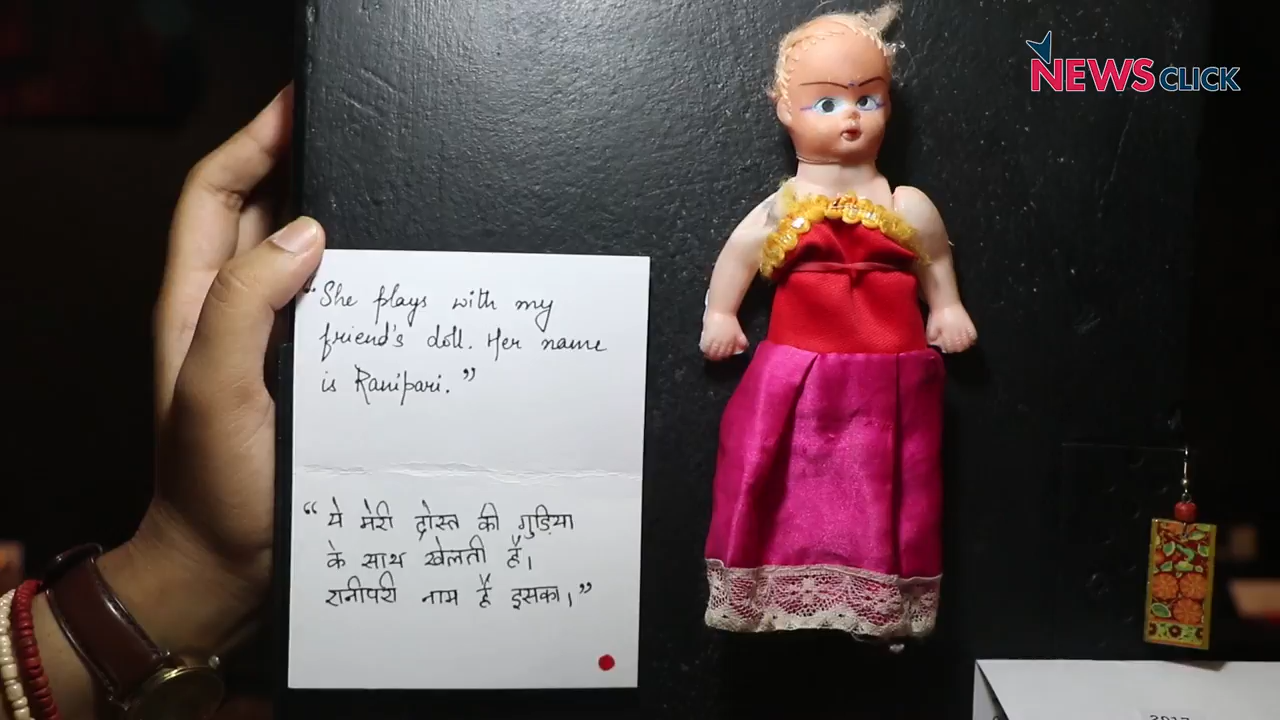 NEWSCLICK
“She plays with my
friend's doll. Her name
is Ranipari.”
“ये मेरी दोस्त की गुड़िया
के साथ खेलती है।
रानीपरी नाम है इसका।”